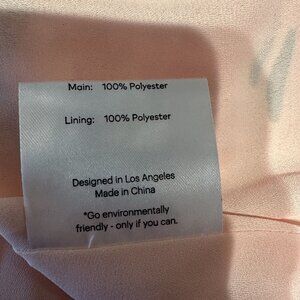 Main: 100% Polyester
Lining: 100% Polyester
Designed in Los Angeles
Made in China
*Go environmentally
friendly - only if you can.